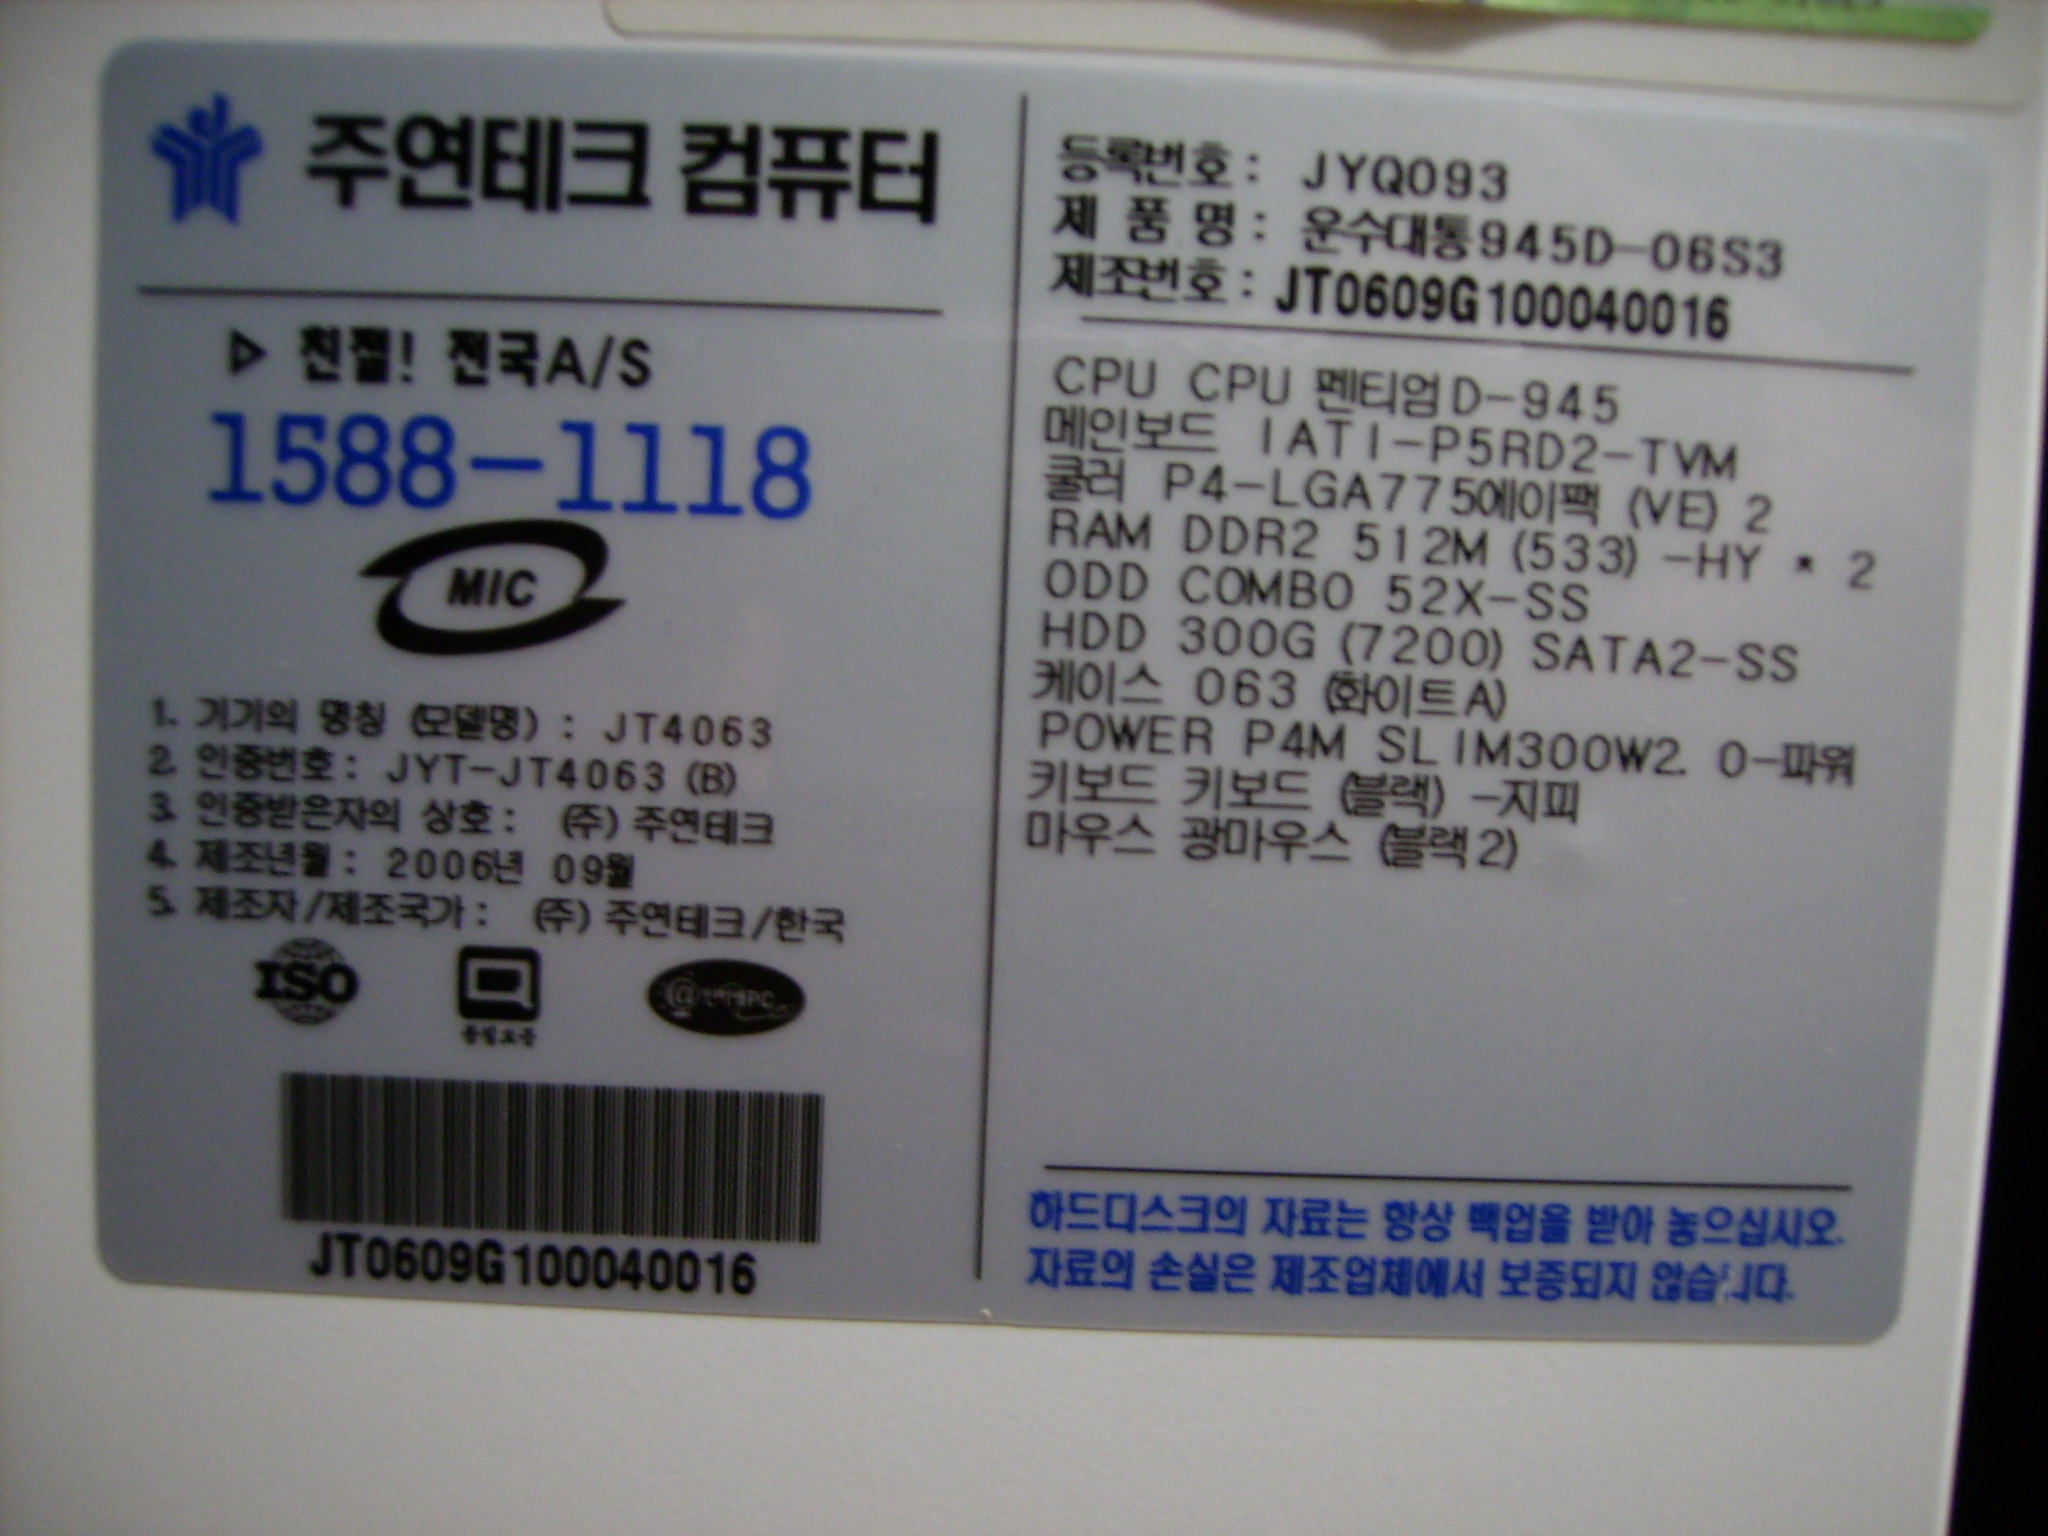 주연테크 컴퓨터
▷ 친절! 전국A/S
1588-1118
MIC
1. 기기의 명칭 (모델명) : JT4063
2. 인증번호 : JYT-JT4063 (B)
3. 인증받은자의 상호 : (주) 주연테크
4. 제조년월 : 2006년 09월
5. 제조자/제조국가 : (주) 주연테크/한국
ISO
품질보증
JT0609G100040016
등록번호 : JYQ093
제 품 명 : 운수대통945D-06S3
제조번호 : JT0609G100040016
CPU CPU 펜티엄D-945
메인보드 IATI-P5RD2-TVM
쿨러 P4-LGA775에이팩 (VE) 2
RAM DDR2 512M (533) -HY * 2
ODD COMBO 52X-SS
HDD 300G (7200) SATA2-SS
케이스 063 (화이트A)
POWER P4M SLIM300W2. 0-파워
키보드 키보드 (블랙) -지피
마우스 광마우스 (블랙2)
하드디스크의 자료는 항상 백업을 받아 놓으십시오.
자료의 손실은 제조업체에서 보증되지 않습니다.